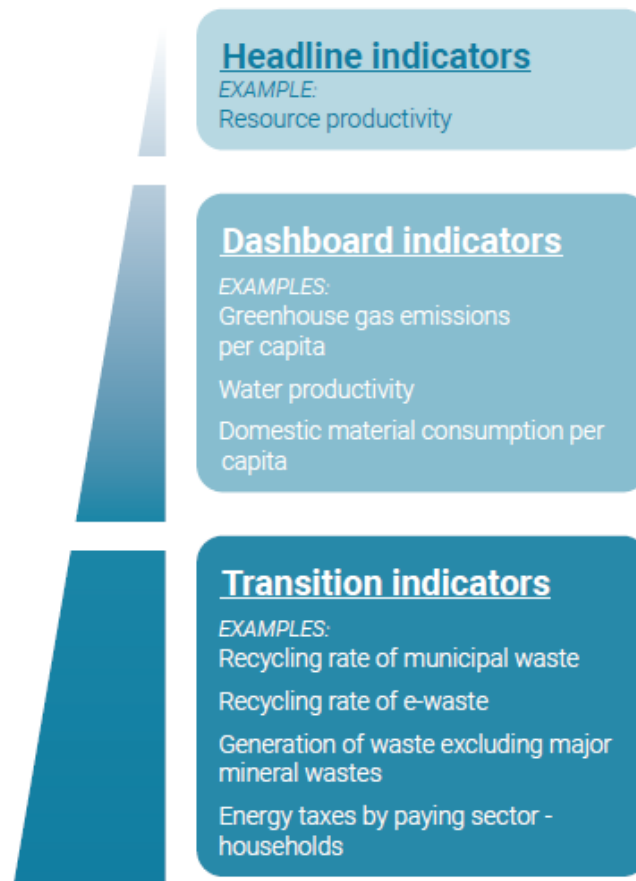 Headline indicators
EXAMPLE:
Resource productivity
Dashboard indicators
EXAMPLES:
Greenhouse gas emissions
per capita
Water productivity
Domestic material consumption per
capita
Transition indicators
EXAMPLES:
Recycling rate of municipal waste
Recycling rate of e-waste
Generation of waste excluding major
mineral wastes
Energy taxes by paying sector -
households